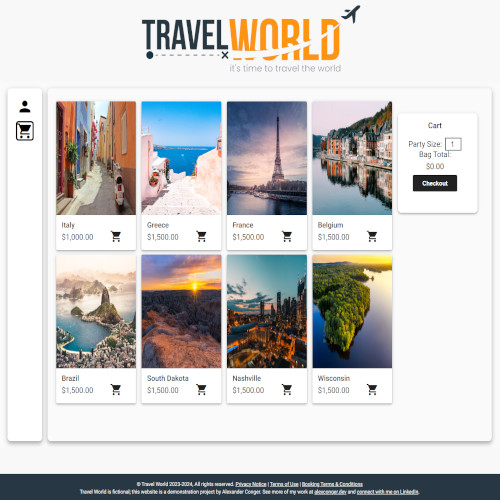 TRAVELWORLD
it's time to travel the world
Cart
Party Size: 1
Bag Total:
$0.00
Checkout
Italy
$1,000.00
Greece
$1,500.00
France
$1,500.00
Belgium
$1,500.00
Brazil
$1,500.00
South Dakota
$1,500.00
Nashville
$1,500.00
Wisconsin
$1,500.00
© Travel World 2023-2024, All rights reserved. Privacy Notice | Terms of Use | Booking Terms & Conditions
Travel World is fictional; this website is a demonstration project by Alexander Conger. See more of my work at alexconger.dev and connect with me on LinkedIn.